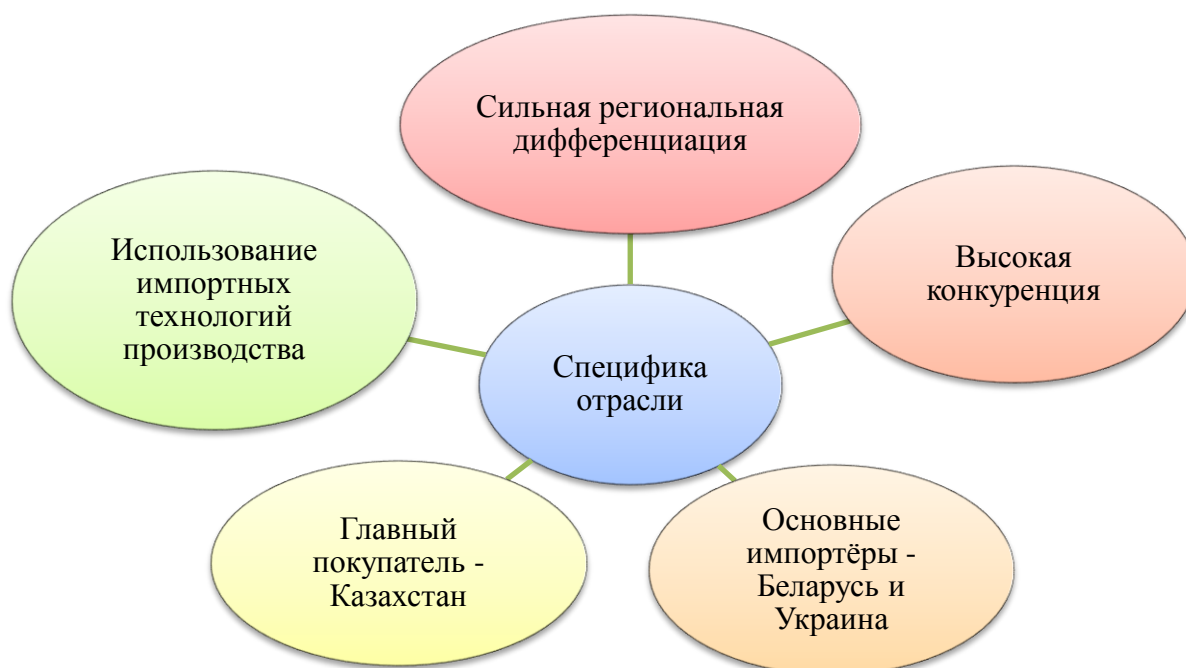 Сильная региональная
дифференциация
Использование
импортных
технологий
производства
Высокая
конкуренция
Специфика
отрасли
Главный
покупатель -
Казахстан
Основные
импортёры -
Беларусь и
Украина